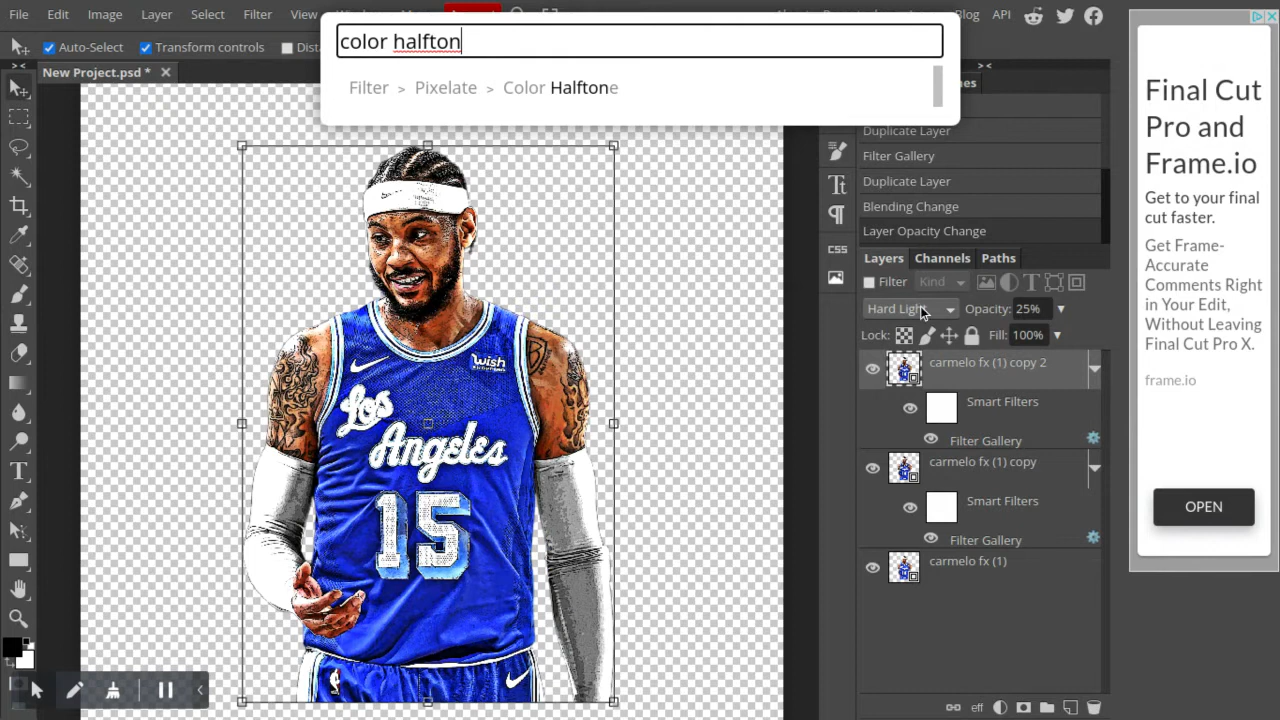 File Edit Image Layer Select Filter View Blog API
color halfton
Filter > Pixelate > Color Halftone
Auto-Select Transform controls
New Project.psd *
> <
> <
Duplicate Layer
Filter Gallery
Duplicate Layer
Blending Change
Layer Opacity Change
CSS
Layers Channels Paths
Filter Kind
Hard Light Opacity: 25%
Lock: Fill: 100%
carmelo fx (1) copy 2
Smart Filters
Filter Gallery
carmelo fx (1) copy
Smart Filters
Filter Gallery
carmelo fx (1)
eff
wish
Los
Angeles
15
Final Cut
Pro and
Frame.io
Get to your final
cut faster.
Get Frame-
Accurate
Comments Right
in Your Edit,
Without Leaving
Final Cut Pro X.
frame.io
OPEN